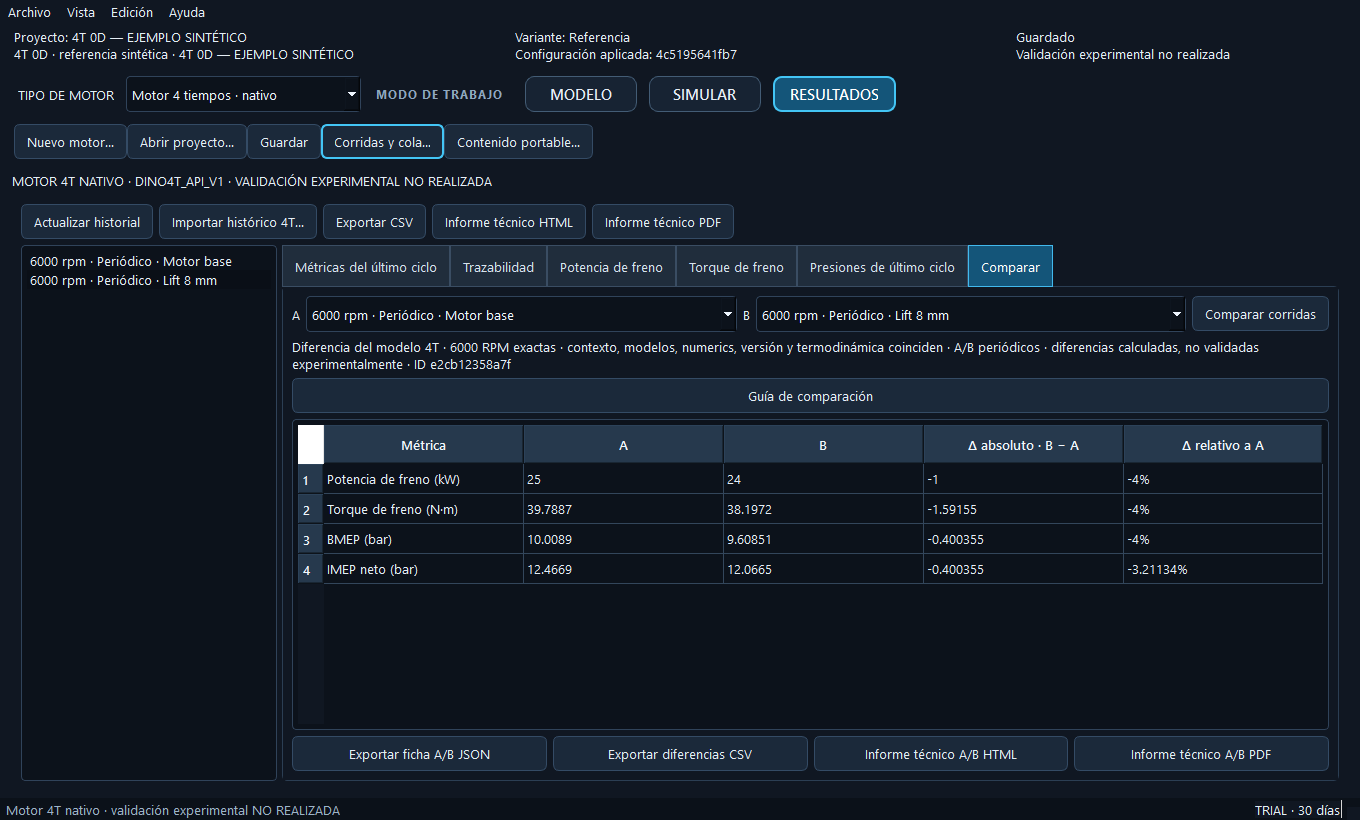 Archivo Vista Edición Ayuda
Proyecto: 4T 0D — EJEMPLO SINTÉTICO
4T 0D · referencia sintética · 4T 0D — EJEMPLO SINTÉTICO
Variante: Referencia
Configuración aplicada: 4c5195641fb7
Guardado
Validación experimental no realizada
TIPO DE MOTOR Motor 4 tiempos · nativo MODO DE TRABAJO MODELO SIMULAR RESULTADOS
Nuevo motor... Abrir proyecto... Guardar Corridas y cola... Contenido portable...
MOTOR 4T NATIVO · DINO4T_API_V1 · VALIDACIÓN EXPERIMENTAL NO REALIZADA
Actualizar historial Importar histórico 4T... Exportar CSV Informe técnico HTML Informe técnico PDF
6000 rpm · Periódico · Motor base
6000 rpm · Periódico · Lift 8 mm
Métricas del último ciclo Trazabilidad Potencia de freno Torque de freno Presiones de último ciclo Comparar
A 6000 rpm · Periódico · Motor base B 6000 rpm · Periódico · Lift 8 mm Comparar corridas
Diferencia del modelo 4T · 6000 RPM exactas · contexto, modelos, numerics, versión y termodinámica coinciden · A/B periódicos · diferencias calculadas, no validadas
experimentalmente · ID e2cb12358a7f
Guía de comparación
Métrica A B Δ absoluto · B − A Δ relativo a A
1 Potencia de freno (kW) 25 24 -1 -4%
2 Torque de freno (N·m) 39.7887 38.1972 -1.59155 -4%
3 BMEP (bar) 10.0089 9.60851 -0.400355 -4%
4 IMEP neto (bar) 12.4669 12.0665 -0.400355 -3.21134%
Exportar ficha A/B JSON Exportar diferencias CSV Informe técnico A/B HTML Informe técnico A/B PDF
Motor 4T nativo · validación experimental NO REALIZADA TRIAL · 30 días